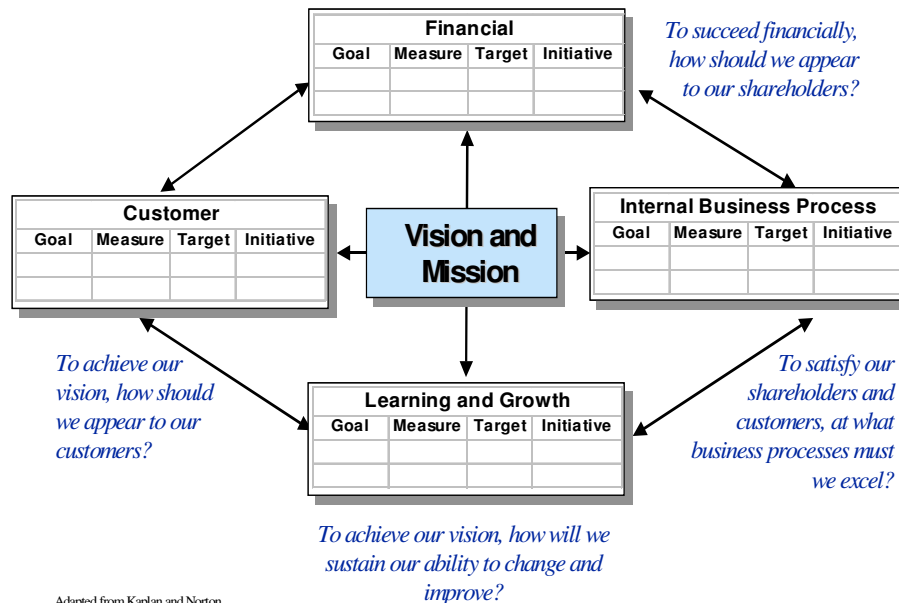 Financial
Goal Measure Target Initiative
To succeed financially,
how should we appear
to our shareholders?
Customer
Goal Measure Target Initiative
Vision and
Mission
Internal Business Process
Goal Measure Target Initiative
To achieve our
vision, how should
we appear to our
customers?
Learning and Growth
Goal Measure Target Initiative
To satisfy our
shareholders and
customers, at what
business processes must
we excel?
To achieve our vision, how will we
sustain our ability to change and
improve?
Adapted from Kaplan and Norton